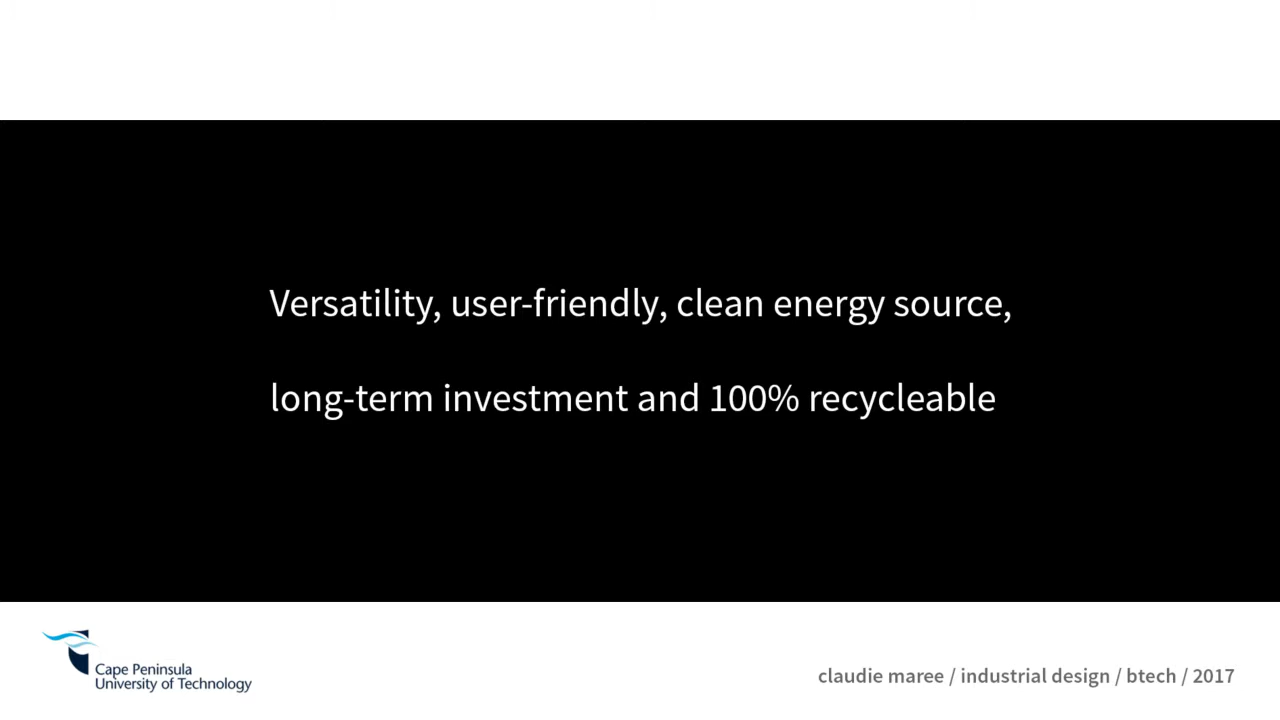 Versatility, user-friendly, clean energy source,
long-term investment and 100% recycleable
Cape Peninsula
University of Technology
claudie maree / industrial design / btech / 2017